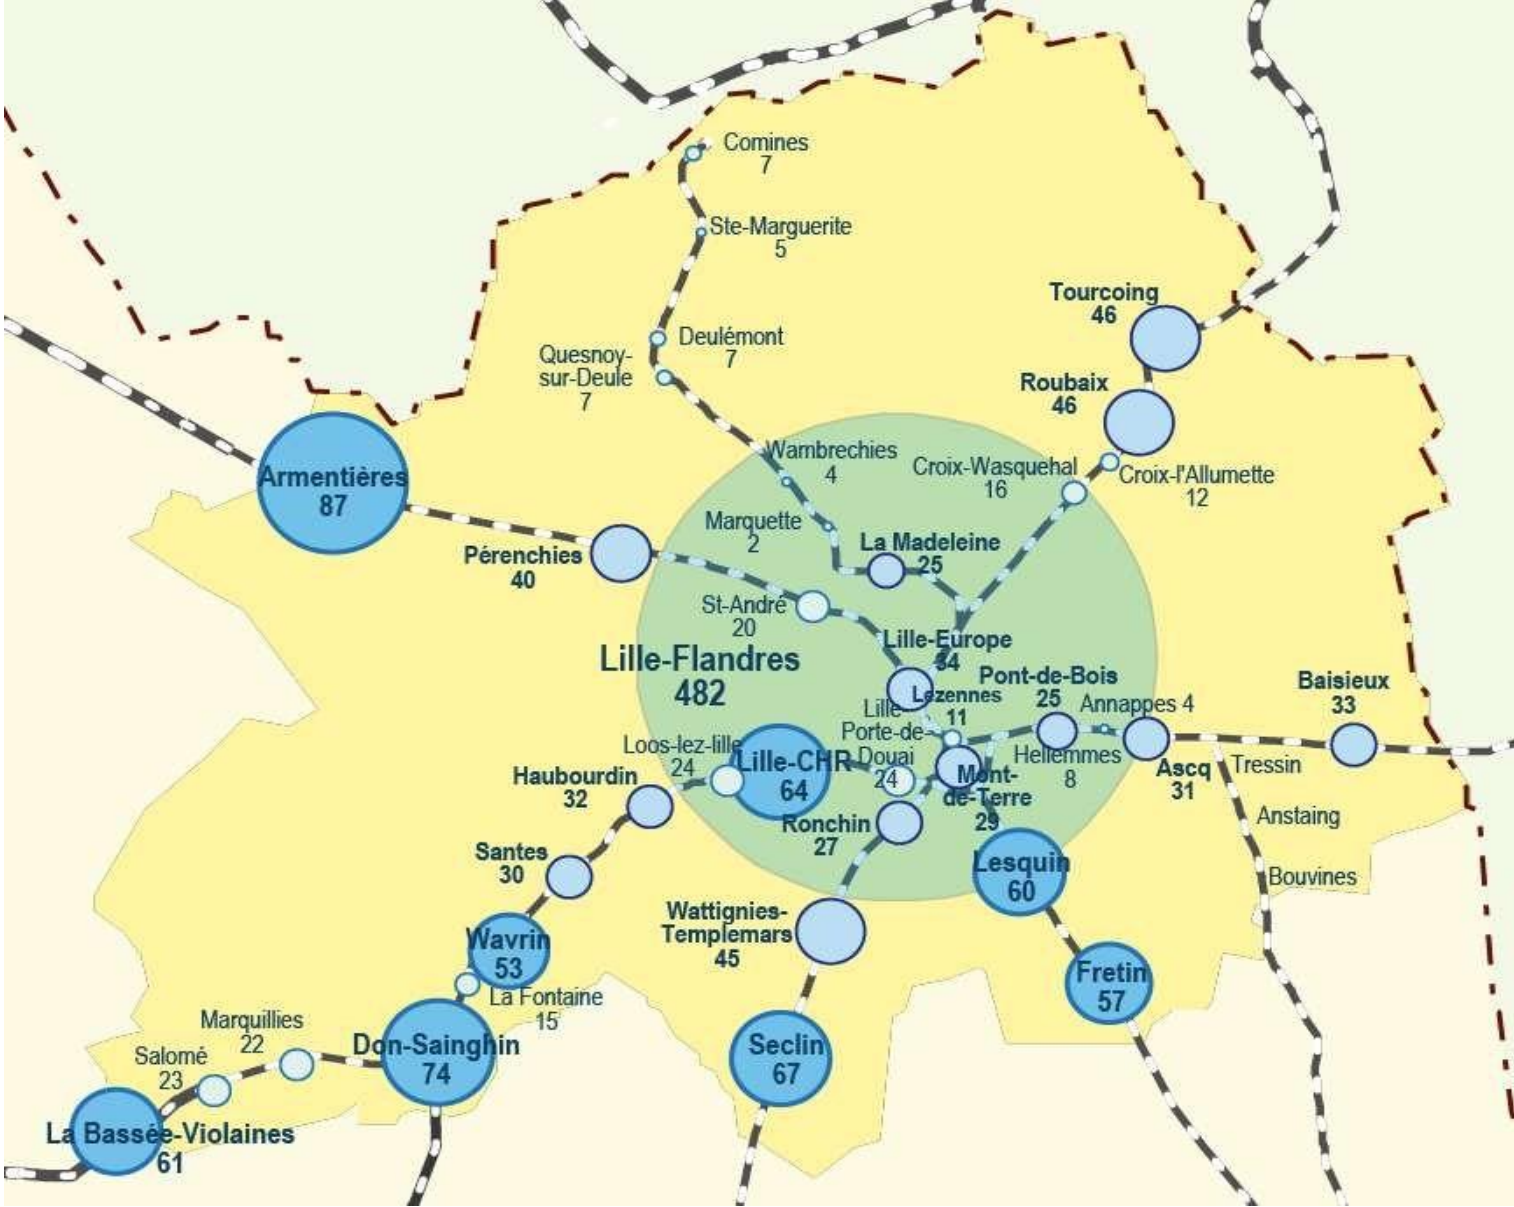 Comines
7
Ste-Marguerite
5
Tourcoing
46
Deulémont
7
Quesnoy-
sur-Deule
7
Roubaix
46
Wambrechies
4
Croix-Wasquehal
16
Croix-l'Allumette
12
Armentières
87
Marquette
2
La Madeleine
25
Pérenchies
40
St-André
20
Lille-Europe
34
Lille-Flandres
482
Pont-de-Bois
25
Lezennes
11
Annappes 4
Baisieux
33
Lille-
Porte-de-
Douai
24
Loos-lez-lille
24
Lille-CHR
64
Hellemmes
8
Ascq
31
Tressin
Haubourdin
32
Mont-
de-Terre
29
Anstaing
Ronchin
27
Santes
30
Lesquin
60
Bouvines
Wattignies-
Templemars
45
Wavrin
53
Fretin
57
La Fontaine
15
Marquillies
22
Don-Sainghin
74
Seclin
67
Salomé
23
La Bassée-Violaines
61